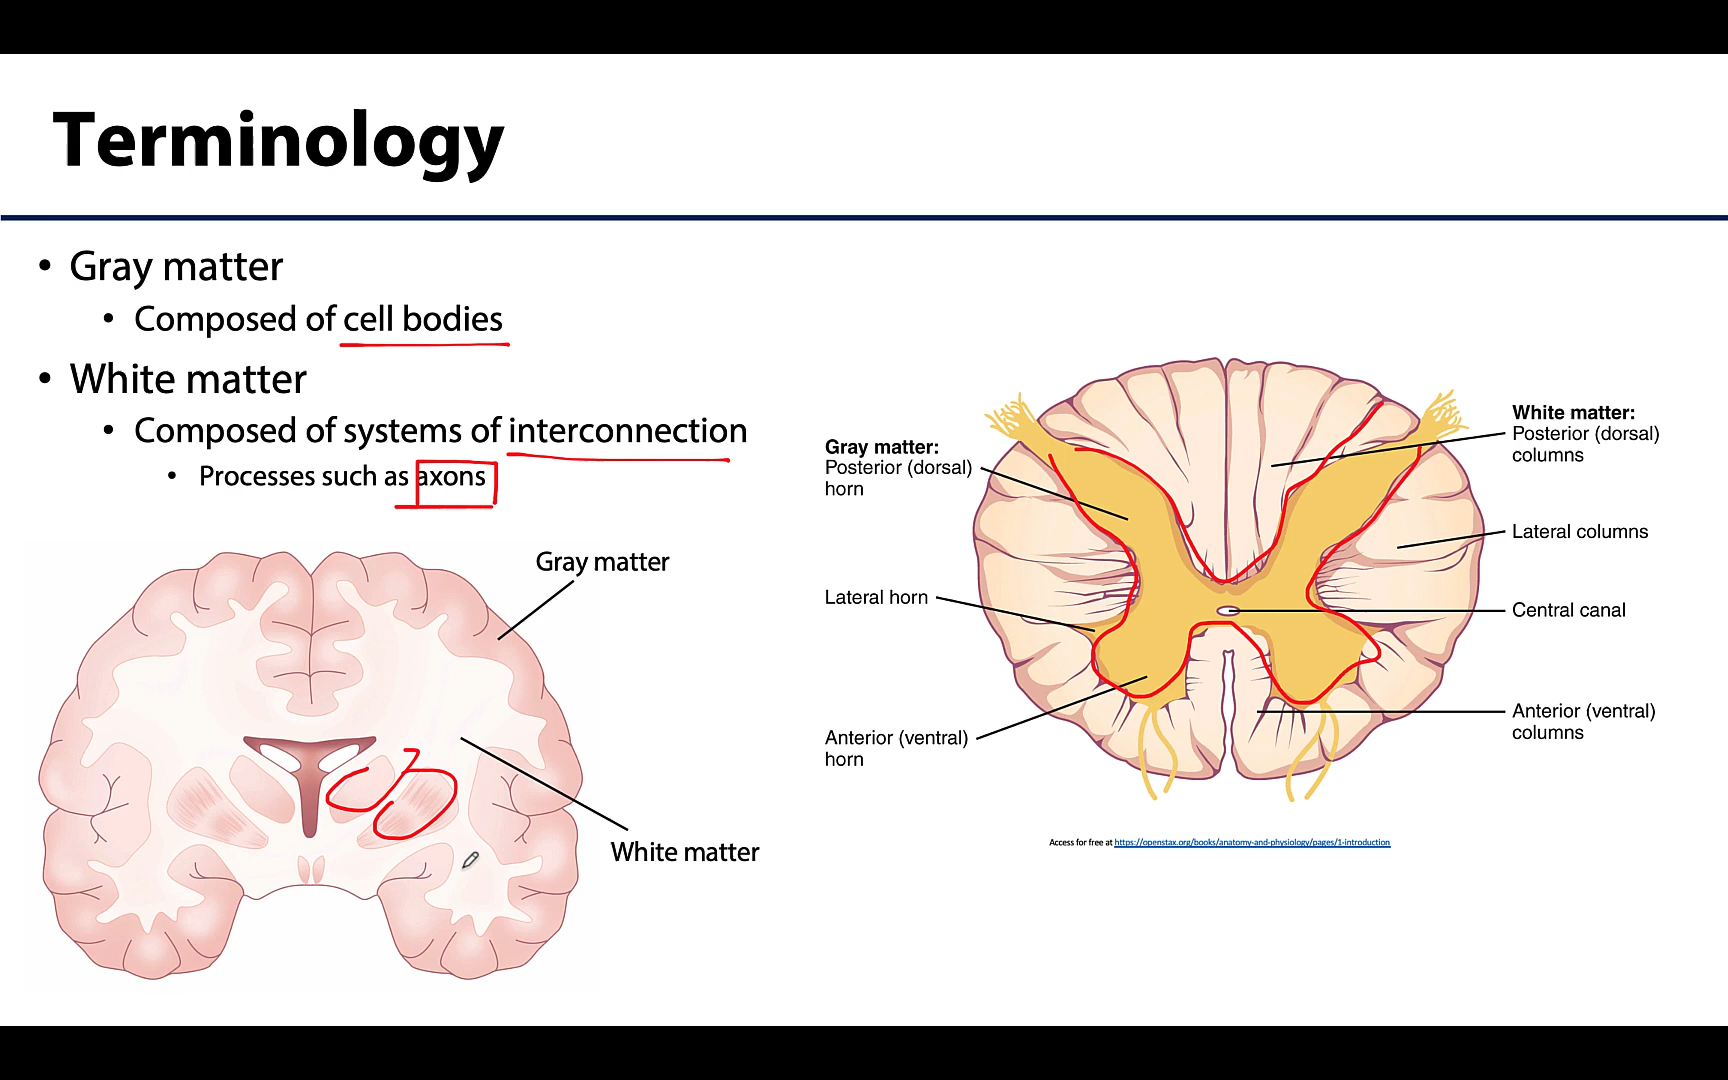 Terminology
• Gray matter
• Composed of cell bodies
• White matter
• Composed of systems of interconnection
• Processes such as axons
Gray matter
White matter
Gray matter:
Posterior (dorsal)
horn
Lateral horn
Anterior (ventral)
horn
White matter:
Posterior (dorsal)
columns
Lateral columns
Central canal
Anterior (ventral)
columns
Access for free at https://openstax.org/books/anatomy-and-physiology/pages/1-introduction